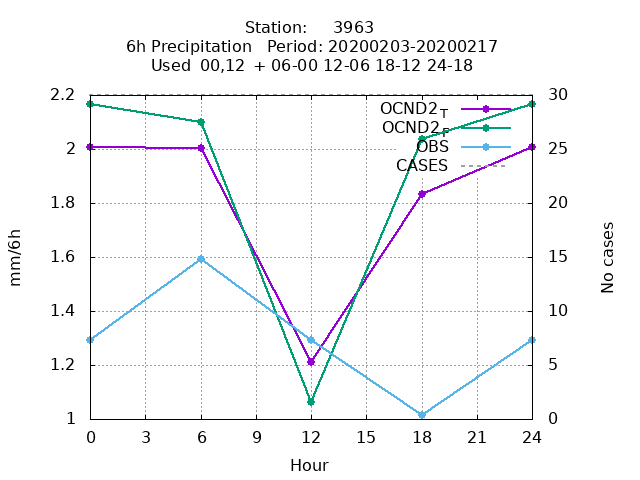 Station: 3963
6h Precipitation Period: 20200203-20200217
Used 00,12 + 06-00 12-06 18-12 24-18
2.2
2
1.8
1.6
1.4
1.2
1
30
25
20
15
10
5
0
mm/6h
No cases
OCND2T
OCND2F
OBS
CASES
0 3 6 9 12 15 18 21 24
Hour